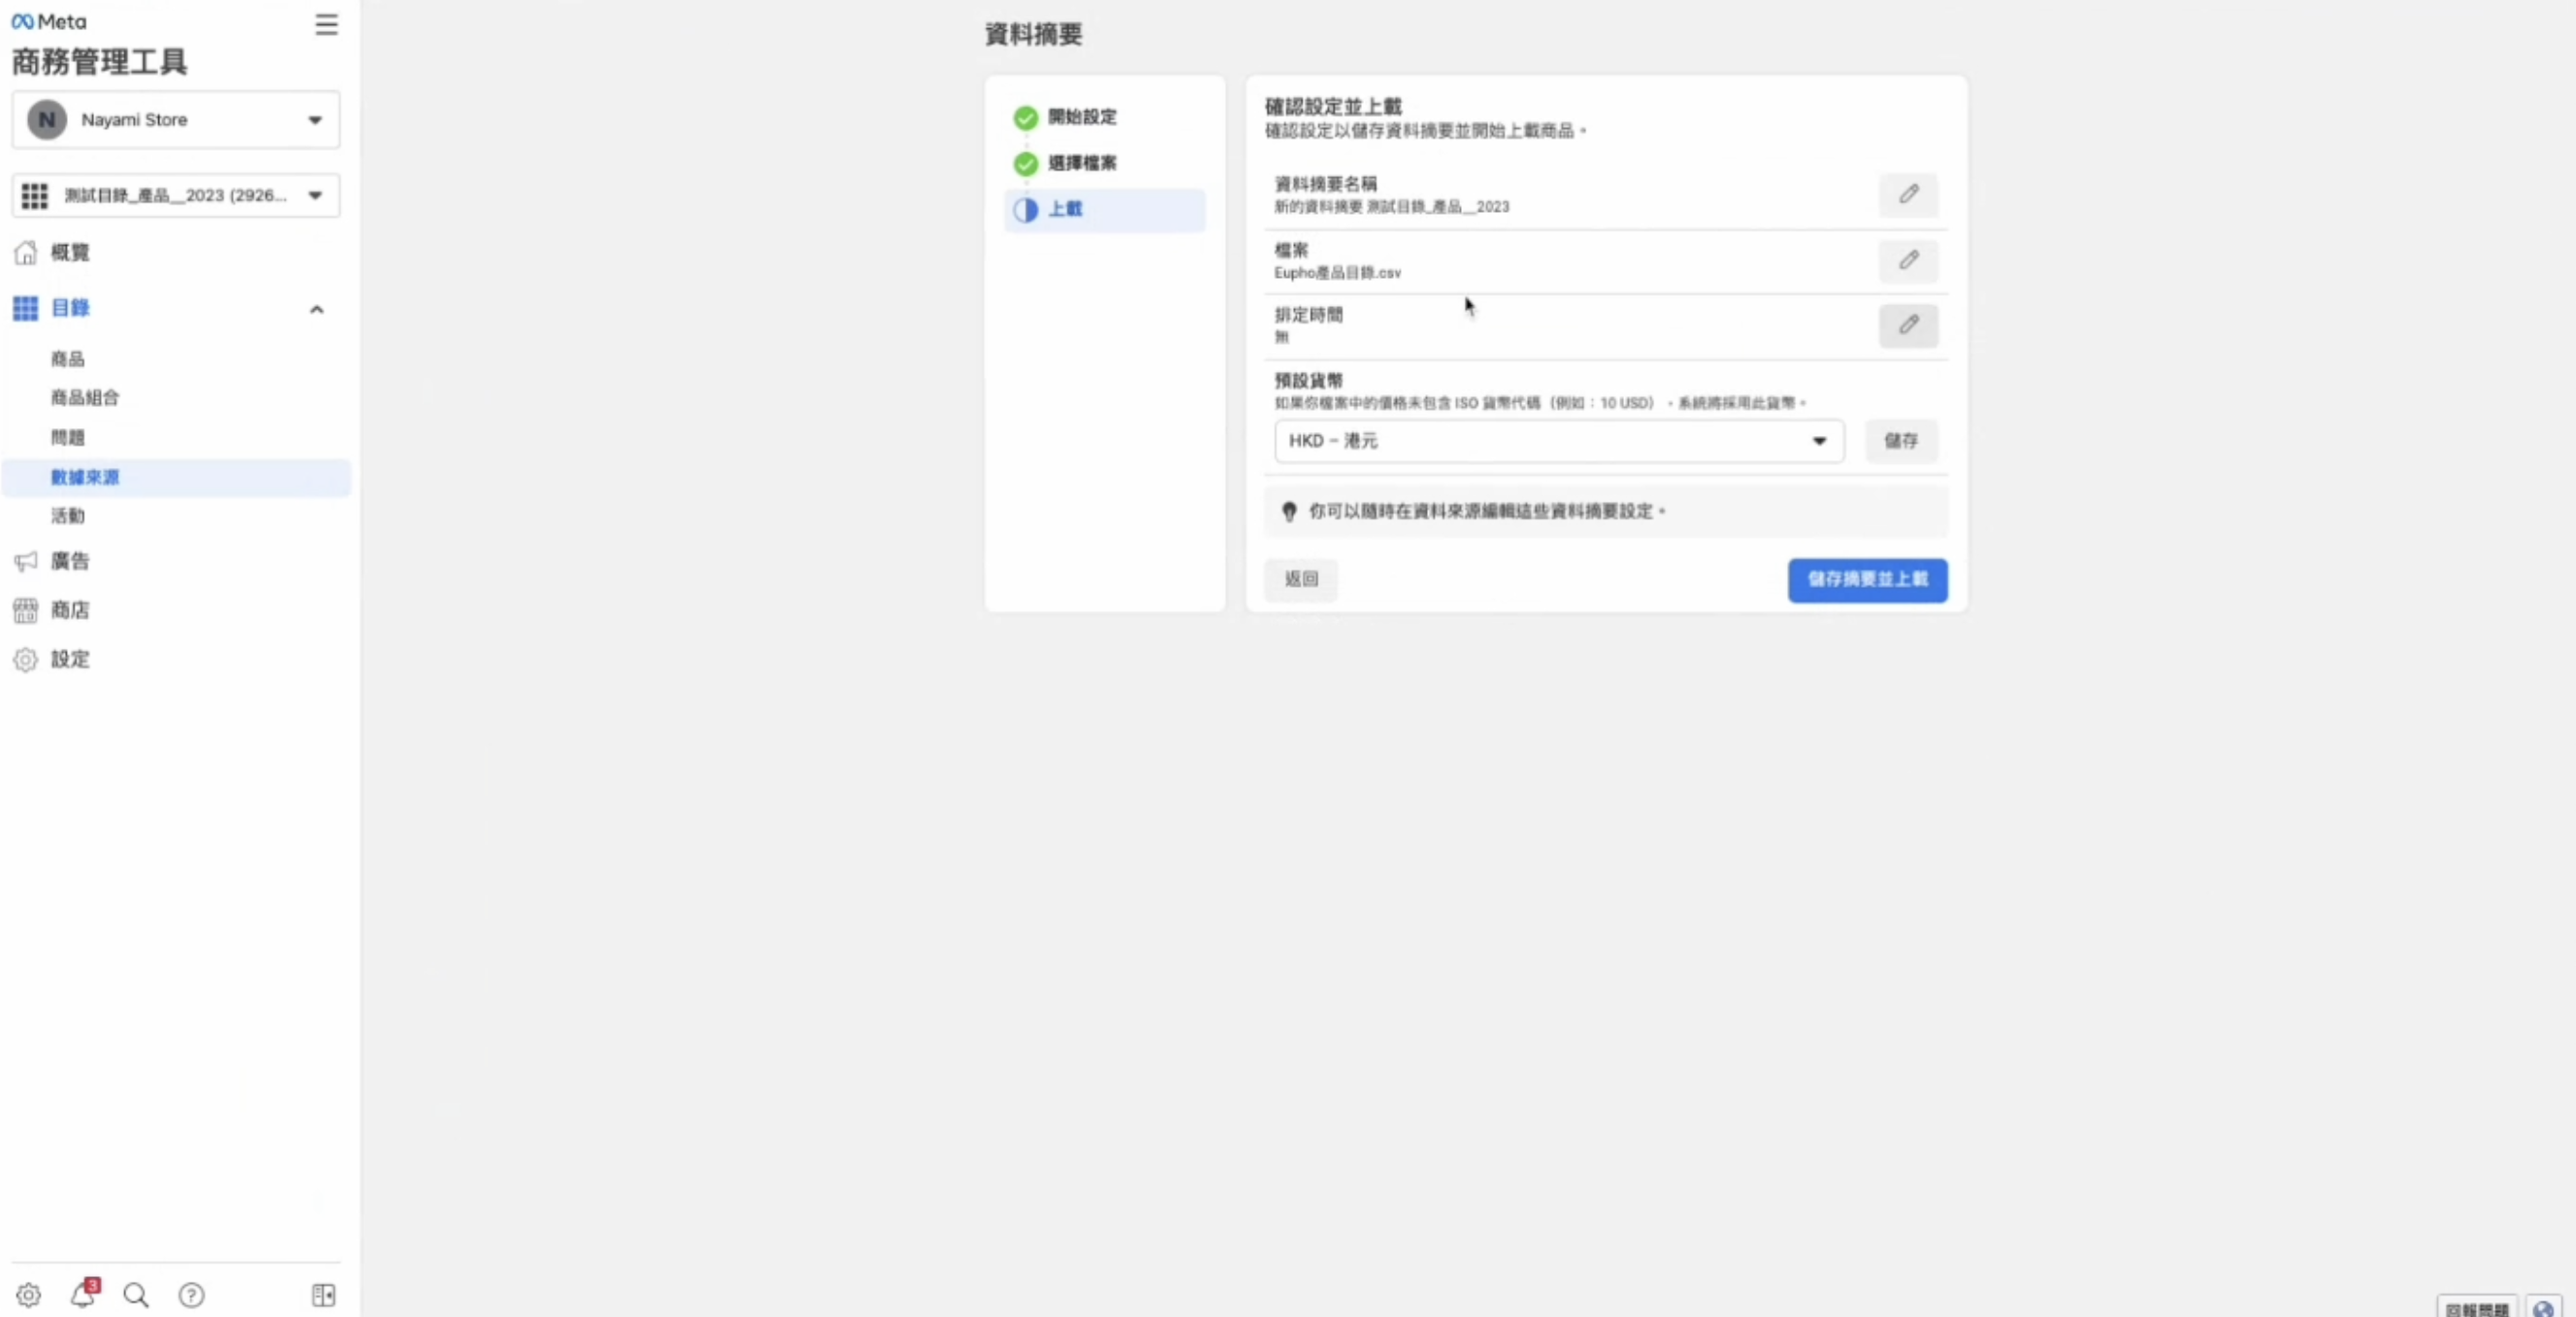 Meta
商務管理工具
N
Nayami Store
測試目錄_產品__2023 (2926...
概覽
目錄
商品
商品組合
問題
數據來源
活動
廣告
商店
設定
3
資料摘要
開始設定
選擇檔案
上載
確認設定並上載
確認設定以儲存資料摘要並開始上載商品。
資料摘要名稱
新的資料摘要 測試目錄_產品__2023
檔案
Eupho產品目錄.csv
排定時間
無
預設貨幣
如果你檔案中的價格未包含 ISO 貨幣代碼（例如：10 USD），系統將採用此貨幣。
HKD – 港元
儲存
你可以隨時在資料來源編輯這些資料摘要設定。
返回
儲存摘要並上載
回報問題